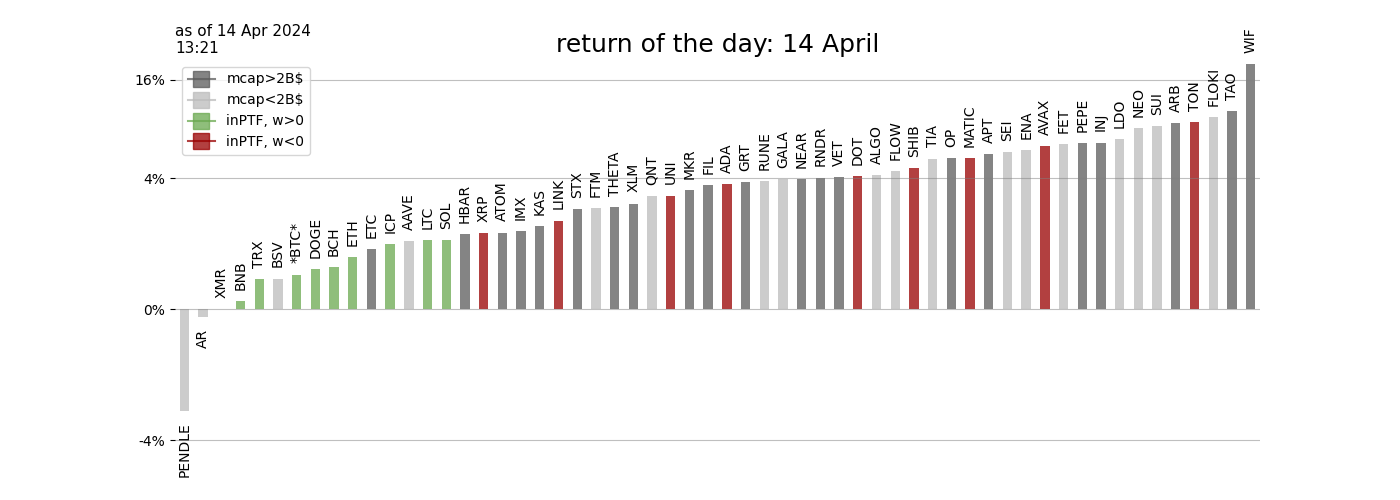 as of 14 Apr 2024
13:21
return of the day: 14 April
mcap>2B$
mcap<2B$
inPTF, w>0
inPTF, w<0
16%
4%
0%
-4%
PENDLE
AR
XMR
BNB
TRX
BSV
*BTC*
DOGE
BCH
ETH
ETC
ICP
AAVE
LTC
SOL
HBAR
XRP
ATOM
IMX
KAS
LINK
STX
FTM
THETA
XLM
QNT
UNI
MKR
FIL
ADA
GRT
RUNE
GALA
NEAR
RNDR
VET
DOT
ALGO
FLOW
SHIB
TIA
OP
MATIC
APT
SEI
ENA
AVAX
FET
PEPE
INJ
LDO
NEO
SUI
ARB
TON
FLOKI
TAO
WIF